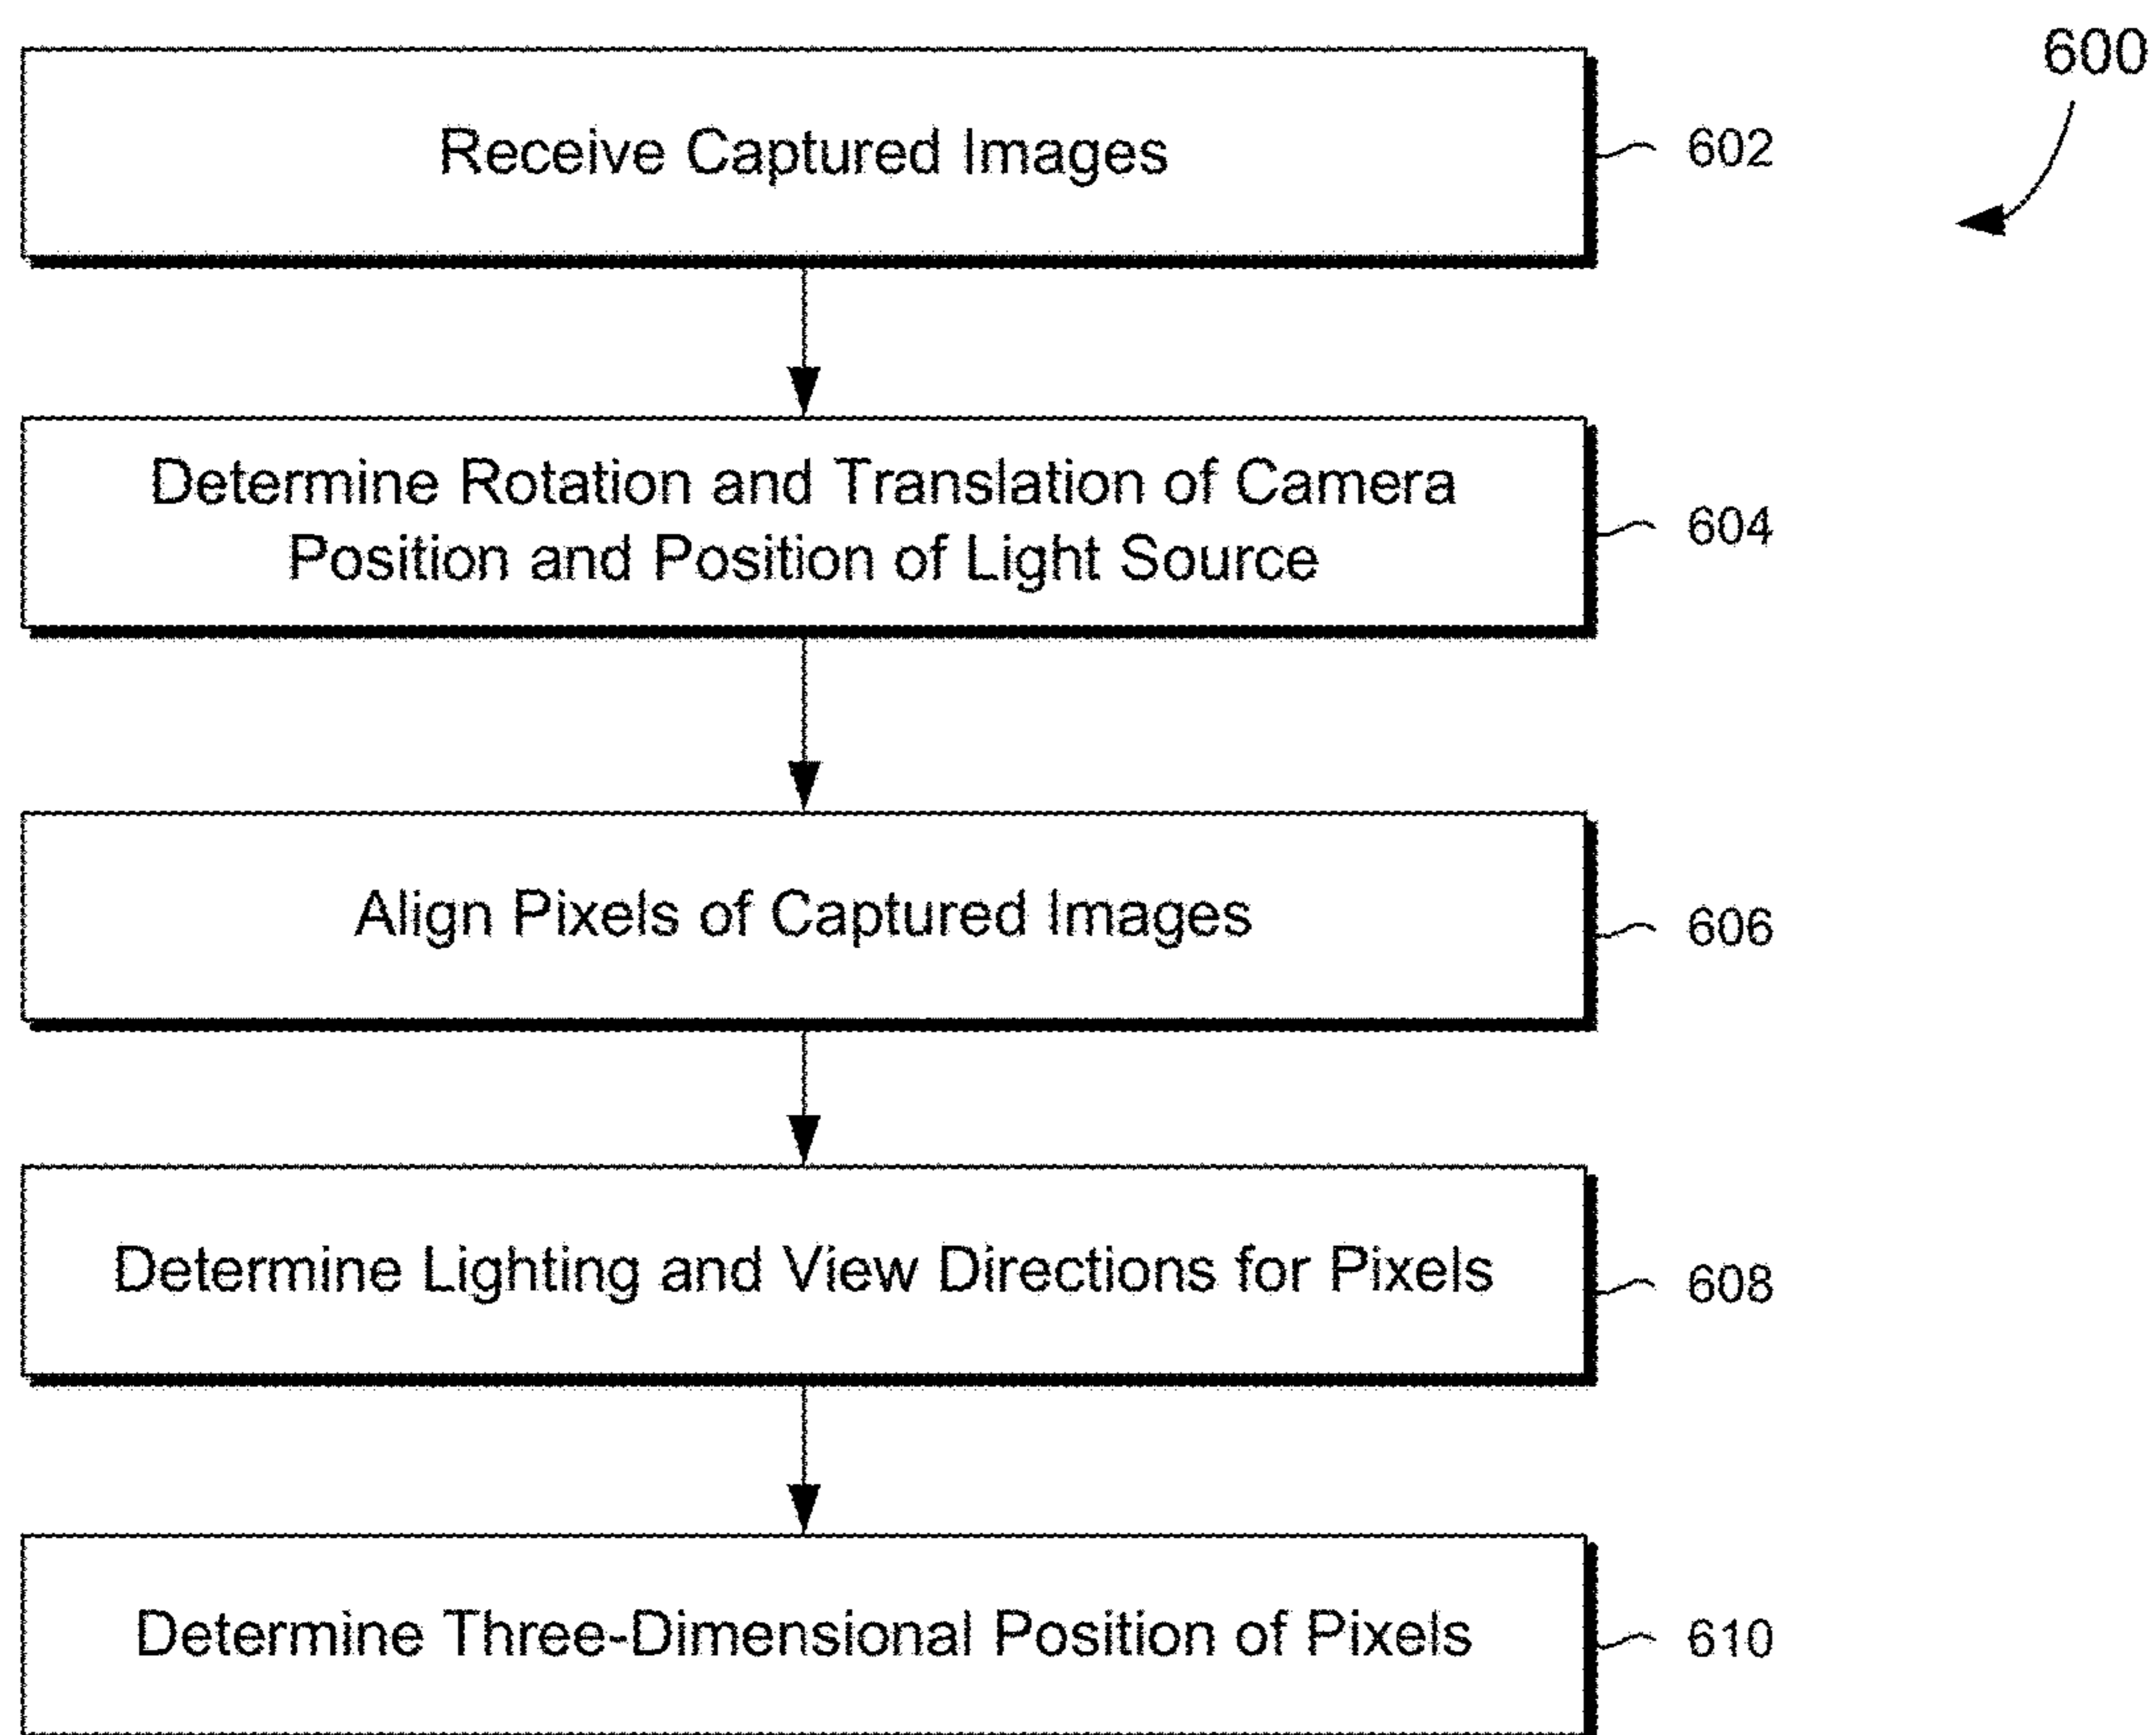 600
Receive Captured Images
602
Determine Rotation and Translation of Camera
Position and Position of Light Source
604
Align Pixels of Captured Images
606
Determine Lighting and View Directions for Pixels
608
Determine Three-Dimensional Position of Pixels
610